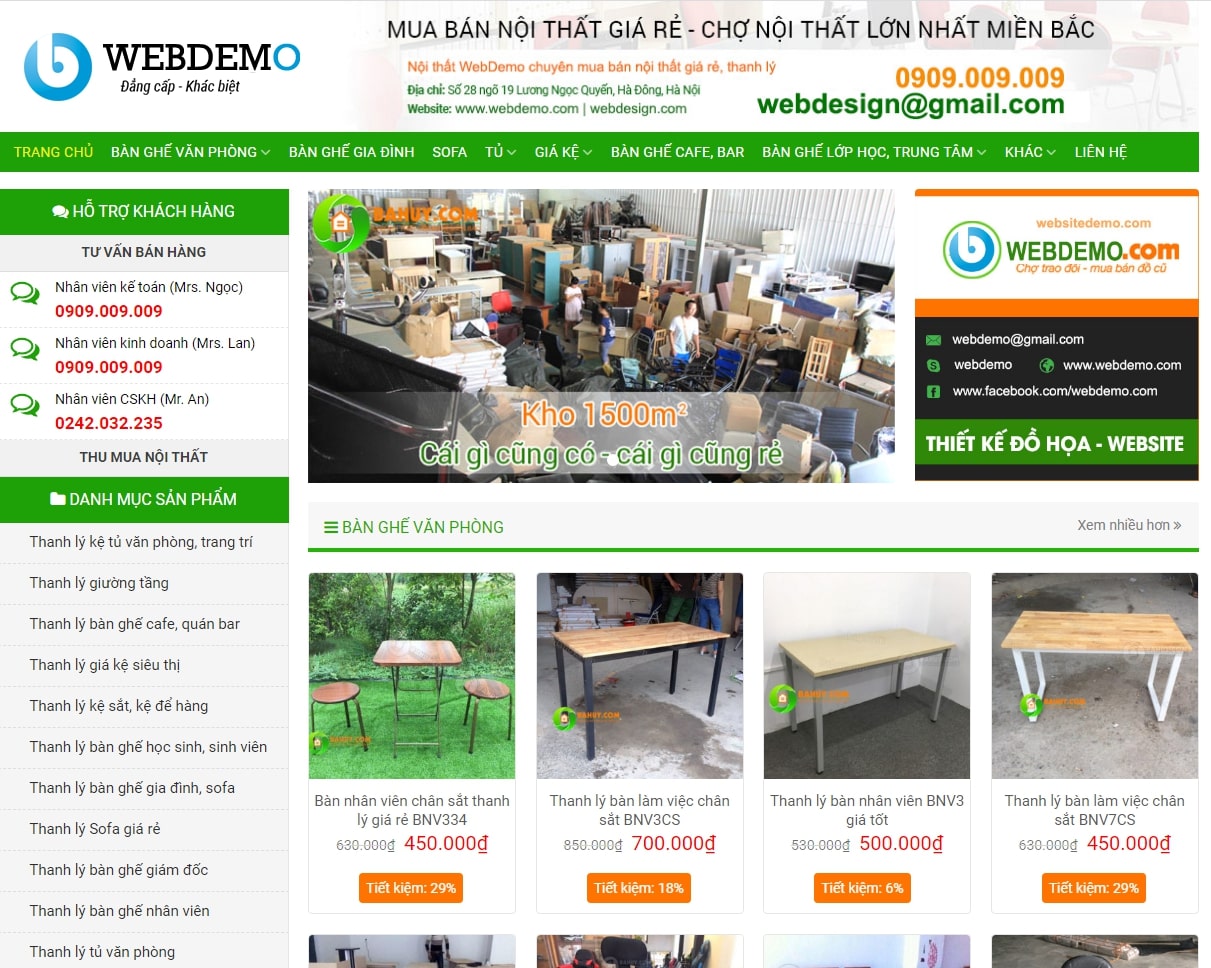 WEBDEMO
Đẳng cấp - Khác biệt
MUA BÁN NỘI THẤT GIÁ RẺ - CHỢ NỘI THẤT LỚN NHẤT MIỀN BẮC
Nội thất WebDemo chuyên mua bán nội thất giá rẻ, thanh lý
Địa chỉ: Số 28 ngõ 19 Lương Ngọc Quyến, Hà Đông, Hà Nội
Website: www.webdemo.com | webdesign.com
0909.009.009
webdesign@gmail.com
TRANG CHỦ BÀN GHẾ VĂN PHÒNG BÀN GHẾ GIA ĐÌNH SOFA TỦ GIÁ KỆ BÀN GHẾ CAFE, BAR BÀN GHẾ LỚP HỌC, TRUNG TÂM KHÁC LIÊN HỆ
HỖ TRỢ KHÁCH HÀNG
TƯ VẤN BÁN HÀNG
Nhân viên kế toán (Mrs. Ngọc)
0909.009.009
Nhân viên kinh doanh (Mrs. Lan)
0909.009.009
Nhân viên CSKH (Mr. An)
0242.032.235
THU MUA NỘI THẤT
DANH MỤC SẢN PHẨM
Thanh lý kệ tủ văn phòng, trang trí
Thanh lý giường tầng
Thanh lý bàn ghế cafe, quán bar
Thanh lý giá kệ siêu thị
Thanh lý kệ sắt, kệ để hàng
Thanh lý bàn ghế học sinh, sinh viên
Thanh lý bàn ghế gia đình, sofa
Thanh lý Sofa giá rẻ
Thanh lý bàn ghế giám đốc
Thanh lý bàn ghế nhân viên
Thanh lý tủ văn phòng
BAHUY.COM
Kho 1500m²
Cái gì cũng có - cái gì cũng rẻ
websitedemo.com
WEBDEMO.com
Chợ trao đổi - mua bán đồ cũ
webdemo@gmail.com
webdemo www.webdemo.com
www.facebook.com/webdemo.com
THIẾT KẾ ĐỒ HỌA - WEBSITE
BÀN GHẾ VĂN PHÒNG
Xem nhiều hơn »
BAHUY.COM
Bàn nhân viên chân sắt thanh
lý giá rẻ BNV334
630.000₫ 450.000₫
Tiết kiệm: 29%
BAHUY.COM
Thanh lý bàn làm việc chân
sắt BNV3CS
850.000₫ 700.000₫
Tiết kiệm: 18%
BAHUY.COM
Thanh lý bàn nhân viên BNV3
giá tốt
530.000₫ 500.000₫
Tiết kiệm: 6%
BAHUY.COM
Thanh lý bàn làm việc chân
sắt BNV7CS
630.000₫ 450.000₫
Tiết kiệm: 29%